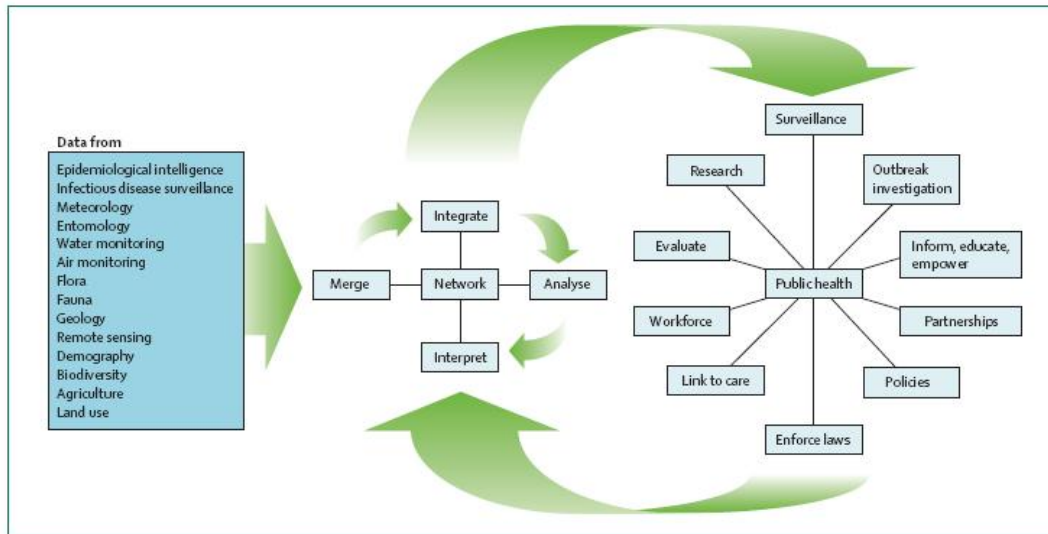 Data from
Epidemiological intelligence
Infectious disease surveillance
Meteorology
Entomology
Water monitoring
Air monitoring
Flora
Fauna
Geology
Remote sensing
Demography
Biodiversity
Agriculture
Land use
Integrate
Merge
Network
Analyse
Interpret
Surveillance
Research
Outbreak
investigation
Evaluate
Inform, educate,
empower
Public health
Workforce
Partnerships
Link to care
Policies
Enforce laws